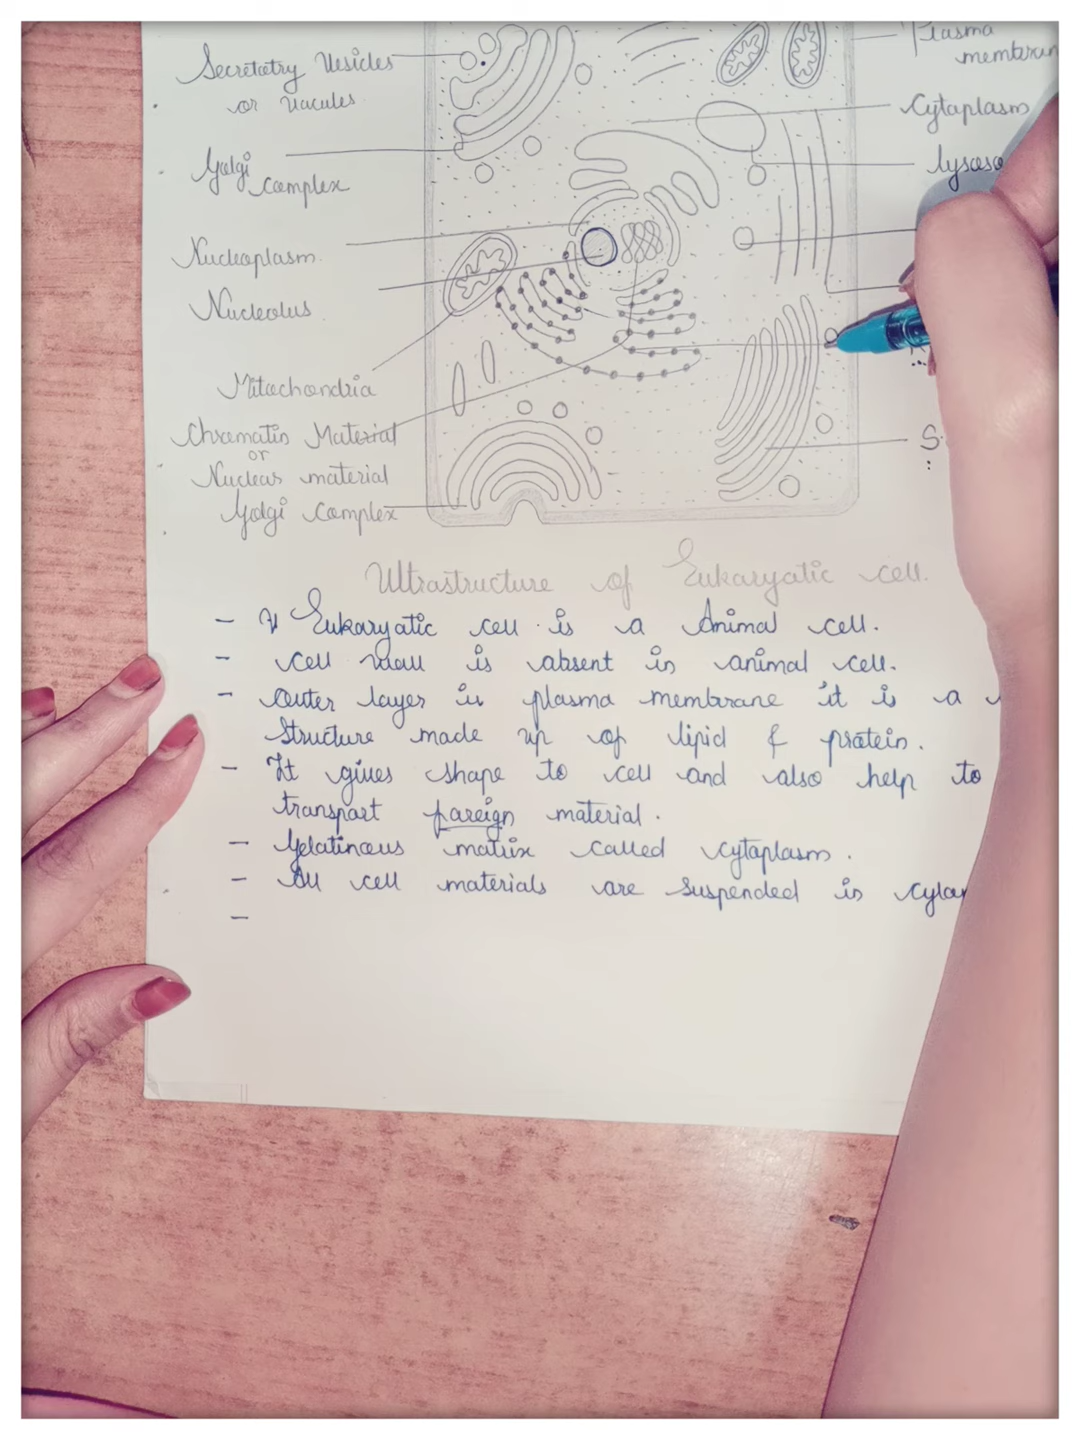 Secretætry Vesicles
or vacules
Golgi
complex
Nucleoplasm.
Nucleolus
Mitochondria
Chromatin Material
or
Nucleus material
Golgi Complex
Plasma
membran
Cytoplasm
lysoso
S.
Ultrastructure of Eukaryotic cell.
- Eukaryotic cell is a Animal cell.
- cell wall is absent in animal cell.
- Outer layer is plasma membrane it is a
structure made up of lipid & protein.
- It gives shape to cell and also help to
transport foreign material.
- Gelatinous matrix called cytoplasm.
- All cell materials are suspended in
-